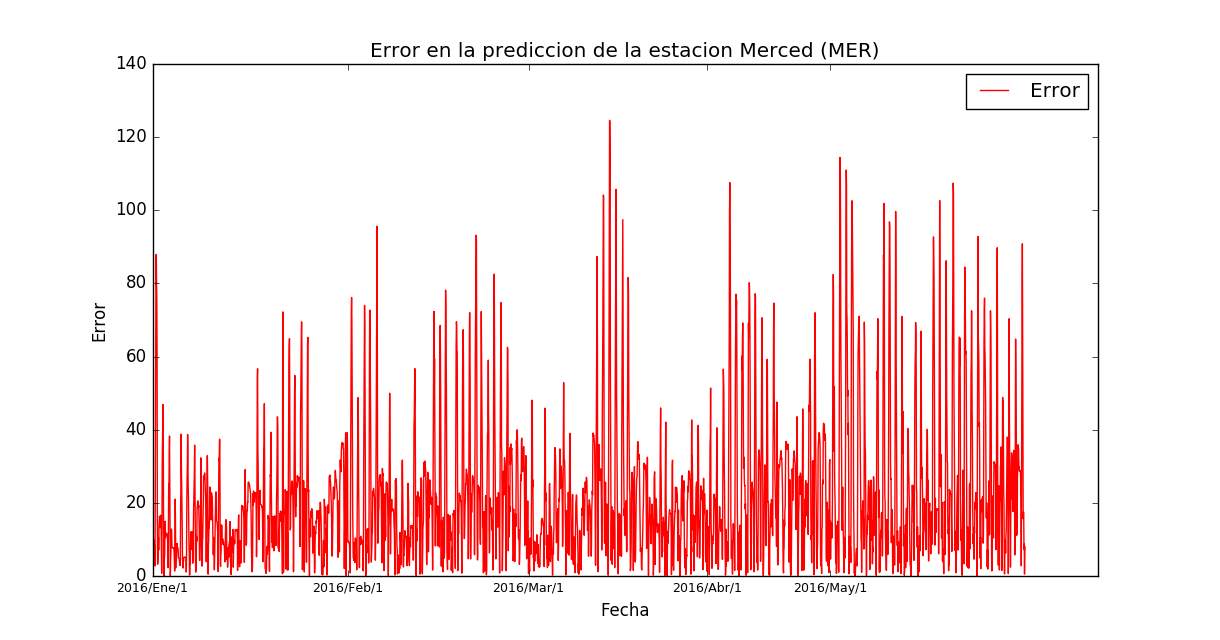 Error en la prediccion de la estacion Merced (MER)
Error
140
120
100
80
60
40
20
0
Error
2016/Ene/1
2016/Feb/1
2016/Mar/1
2016/Abr/1
2016/May/1
Fecha